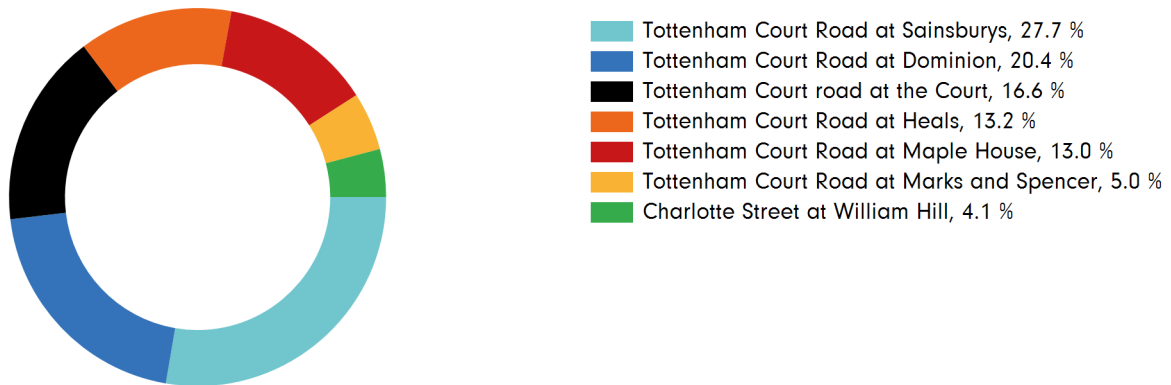 Tottenham Court Road at Sainsburys, 27.7 %
Tottenham Court Road at Dominion, 20.4 %
Tottenham Court road at the Court, 16.6 %
Tottenham Court Road at Heals, 13.2 %
Tottenham Court Road at Maple House, 13.0 %
Tottenham Court Road at Marks and Spencer, 5.0 %
Charlotte Street at William Hill, 4.1 %